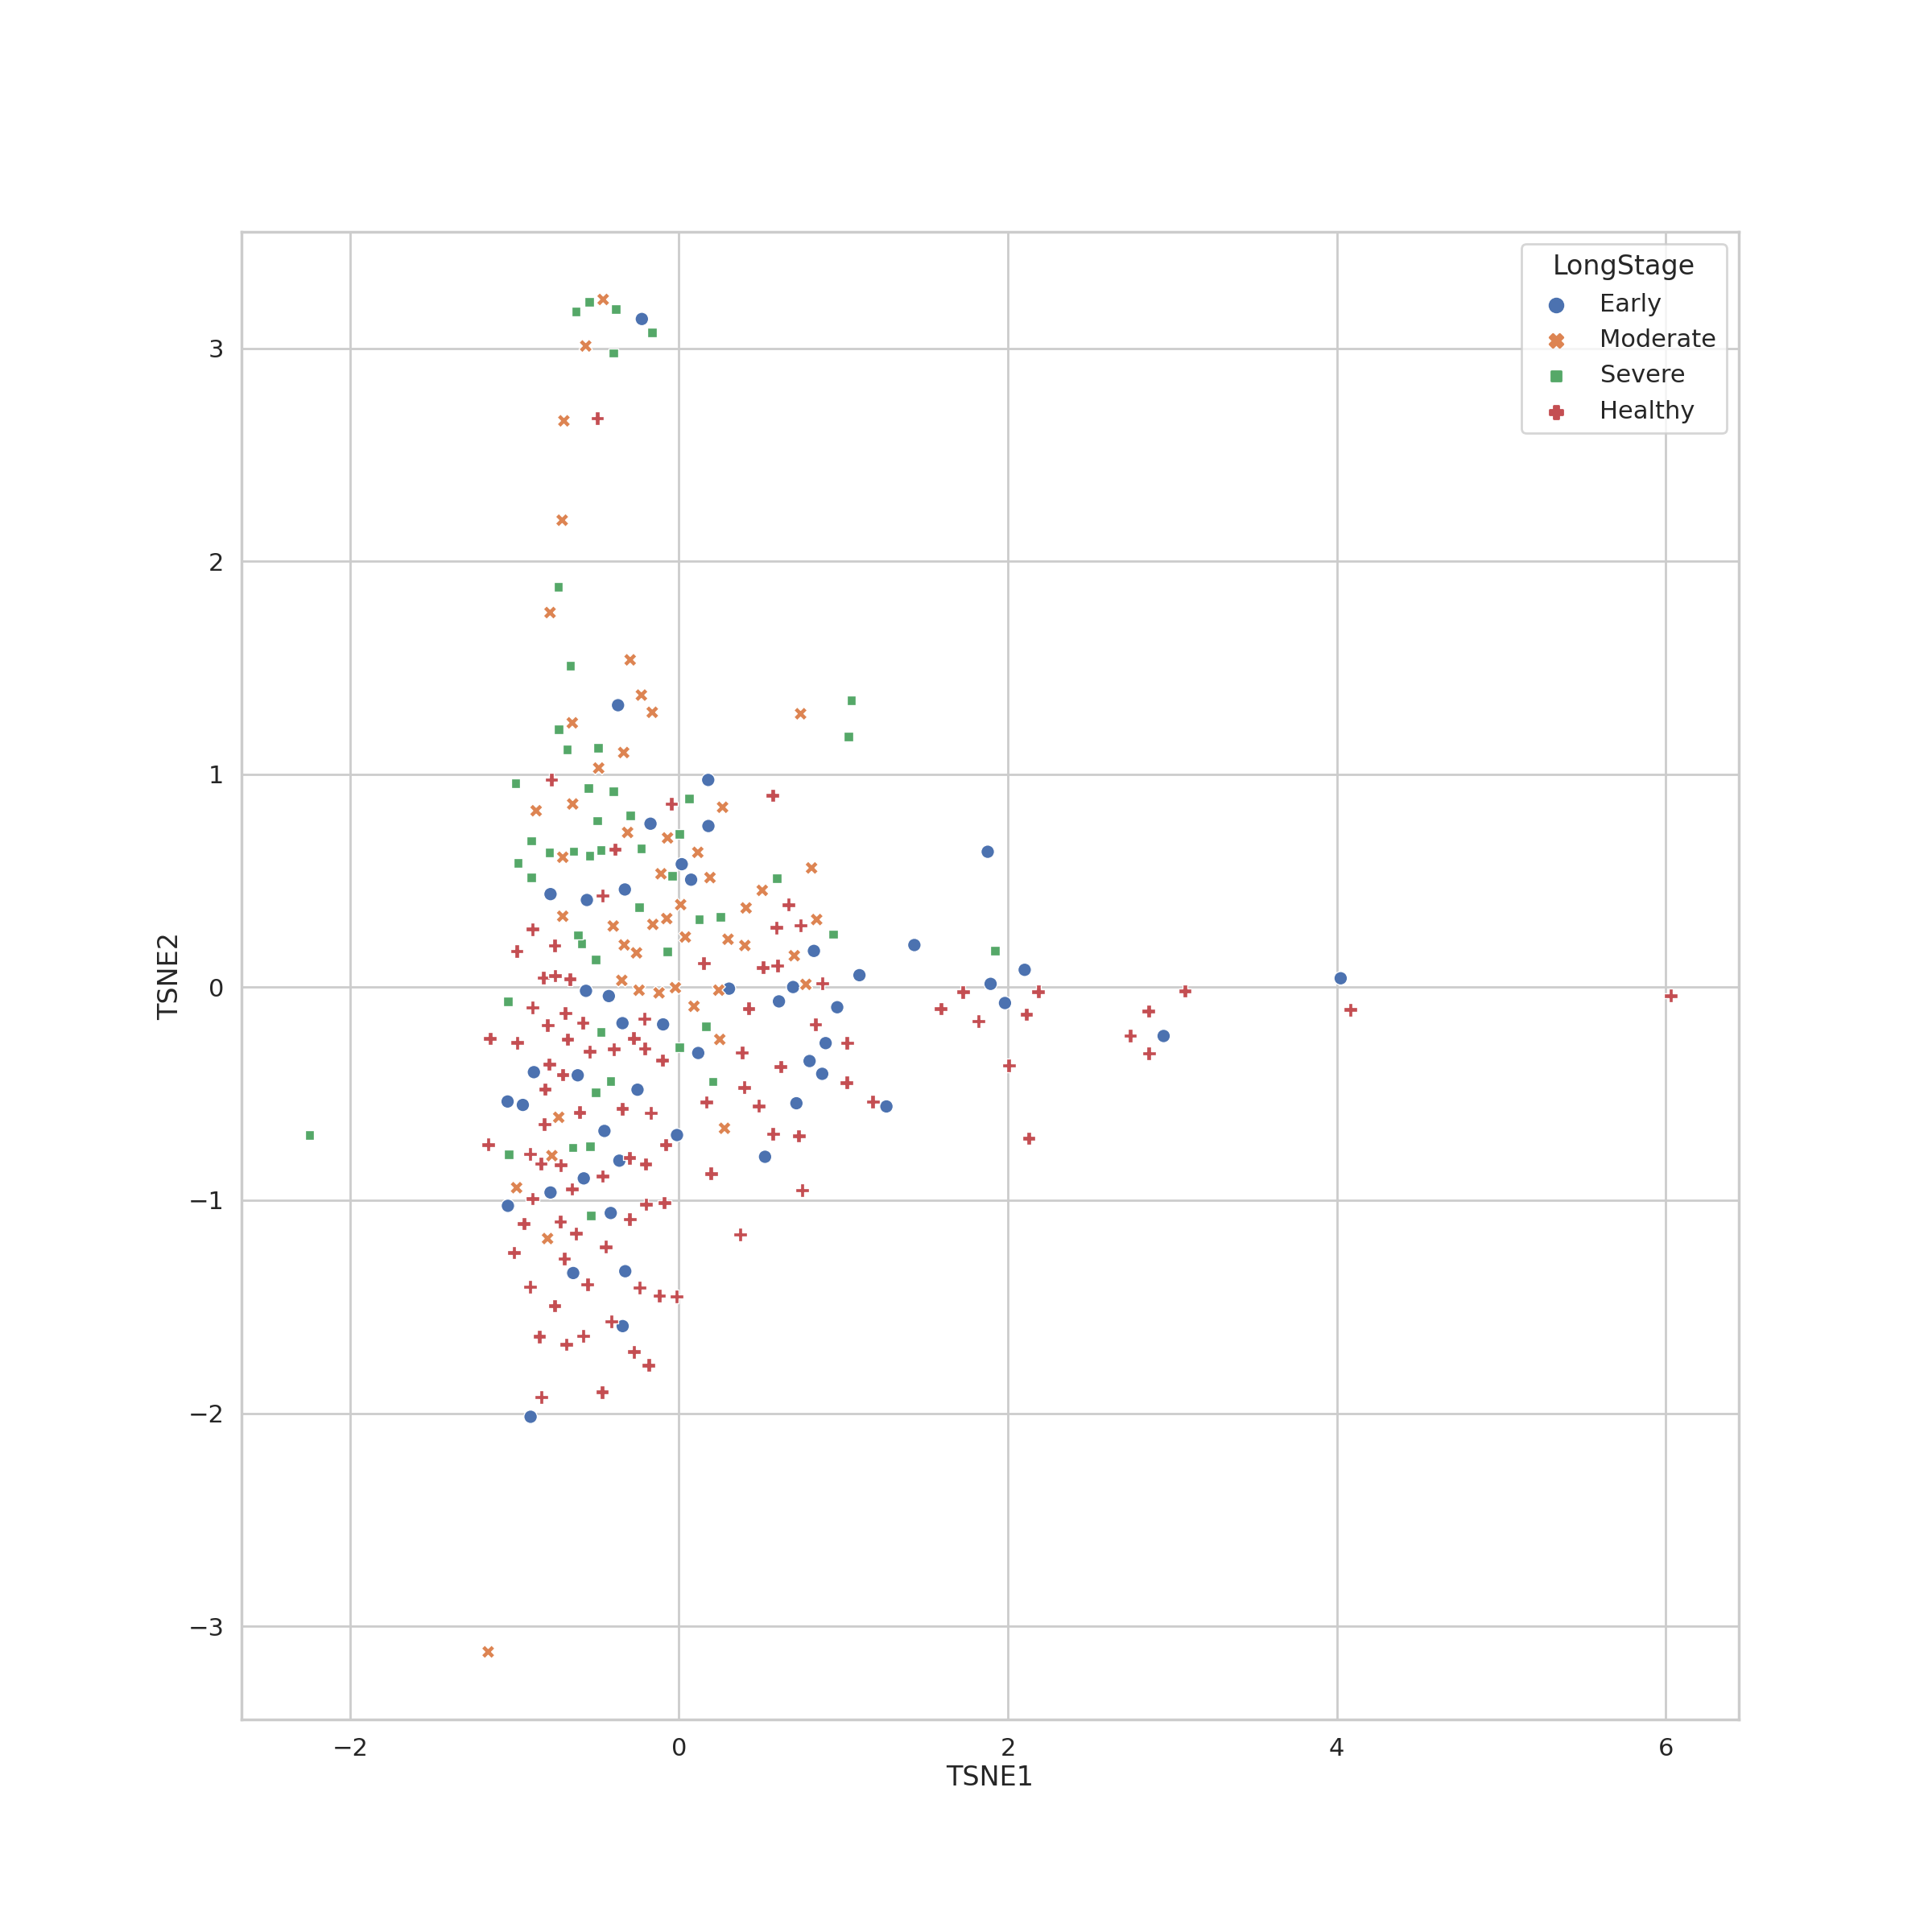 LongStage
Early
Moderate
Severe
Healthy
3
2
1
0
−1
−2
−3
TSNE2
−2 0 2 4 6
TSNE1